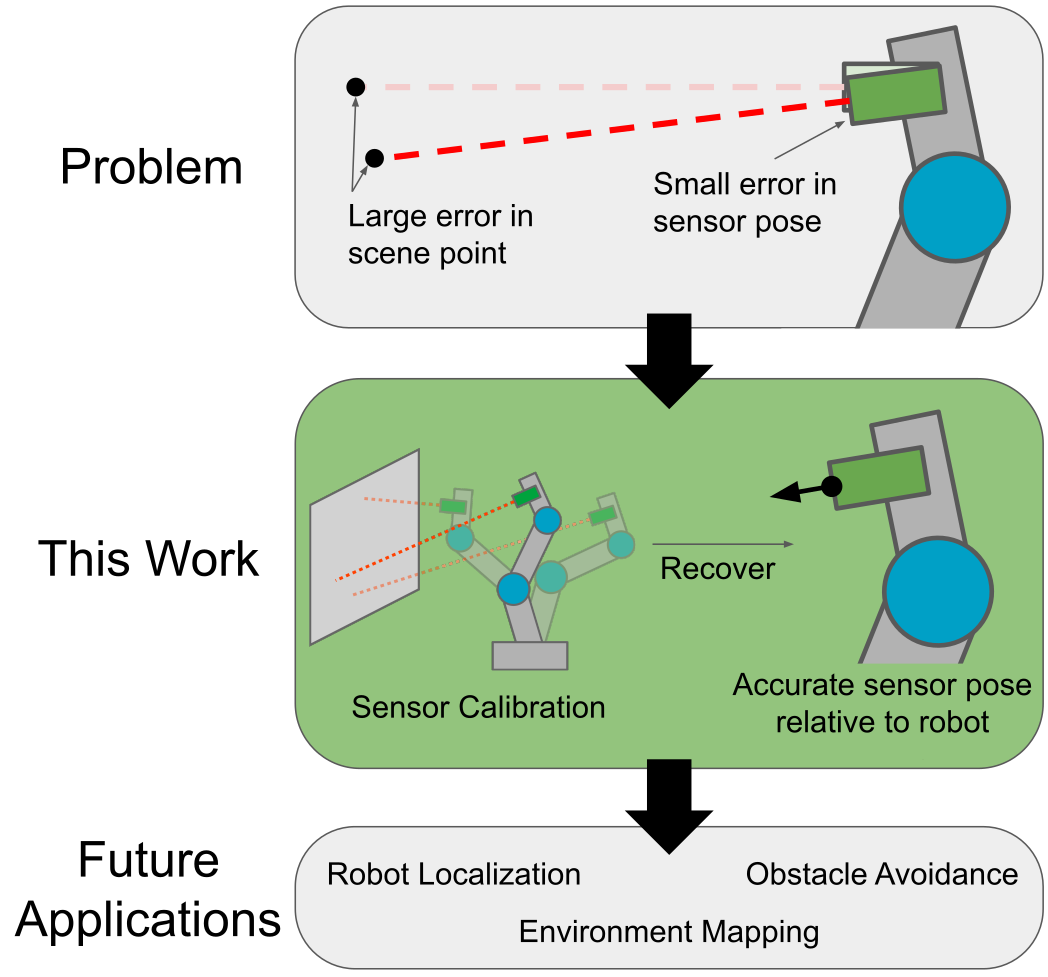 Problem
Large error in
scene point
Small error in
sensor pose
This Work
Recover
Sensor Calibration
Accurate sensor pose
relative to robot
Future
Applications
Robot Localization
Obstacle Avoidance
Environment Mapping